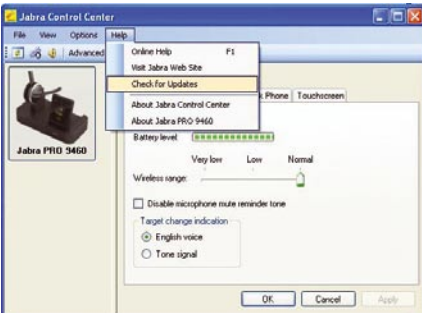 Jabra Control Center
File View Options Help
Advanced
Online Help F1
Visit Jabra Web Site
Check for Updates
About Jabra Control Center
About Jabra PRO 9460
Phone Touchscreen
Jabra PRO 9460
Battery level
Very low Low Normal
Wireless range:
Disable microphone mute reminder tone
Target change indication
English voice
Tone signal
OK Cancel Apply